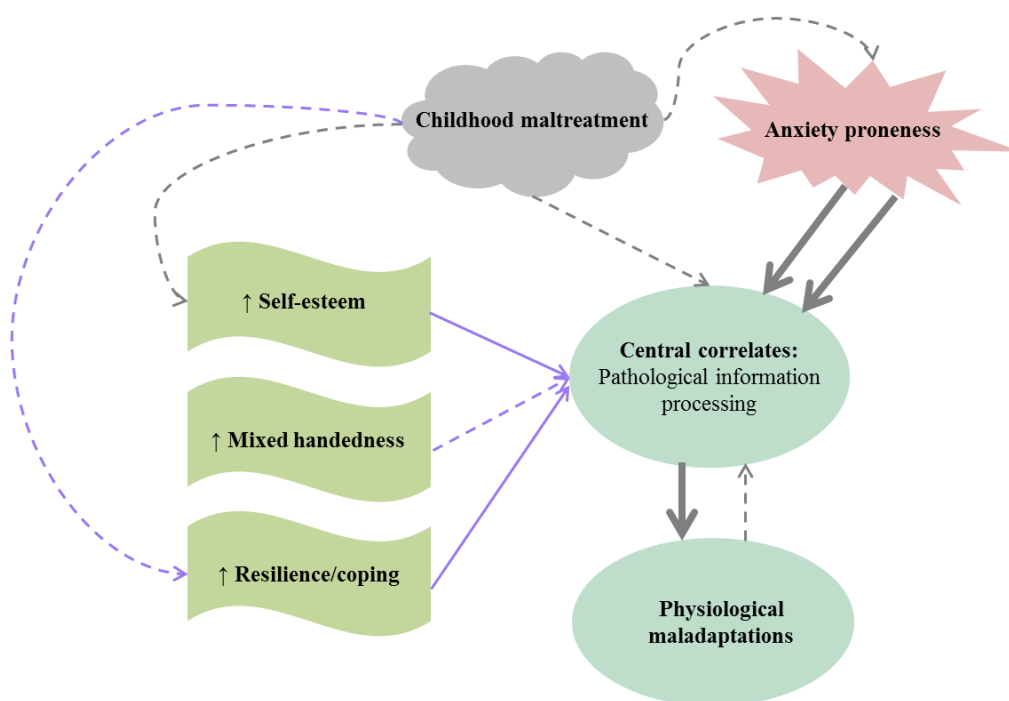 Childhood maltreatment
Anxiety proneness
↑ Self-esteem
Central correlates:
Pathological information
processing
↑ Mixed handedness
↑ Resilience/coping
Physiological
maladaptations